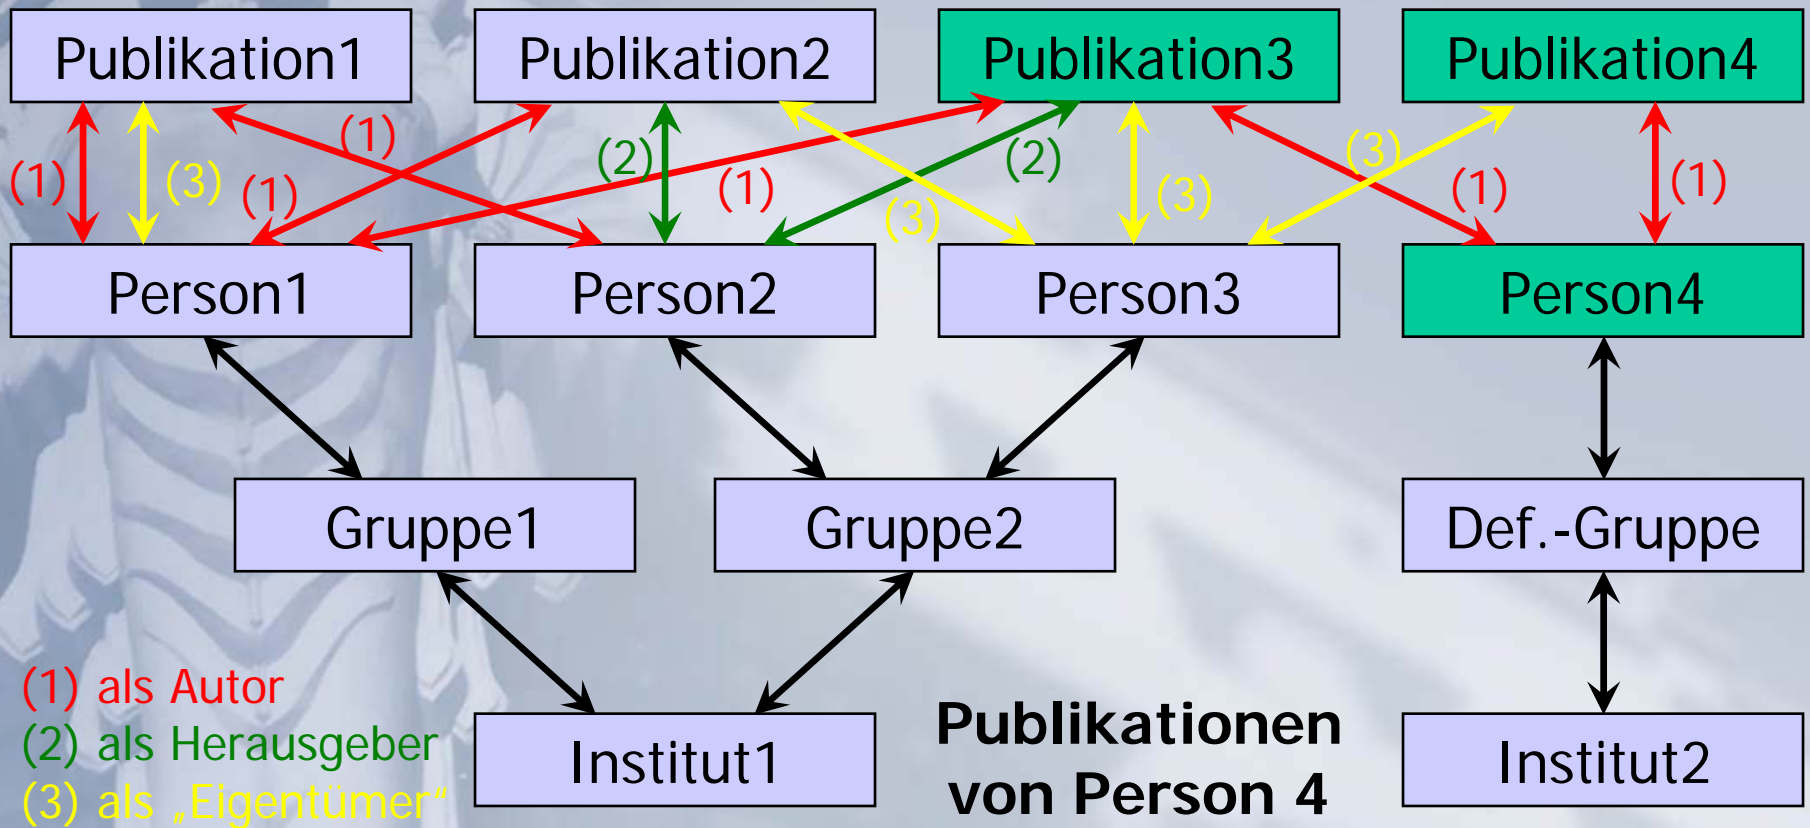 Publikation1
Publikation2
Publikation3
Publikation4
(1)
(3)
(1)
(1)
(2)
(1)
(3)
(2)
(3)
(3)
(1)
(1)
Person1
Person2
Person3
Person4
Gruppe1
Gruppe2
Def.-Gruppe
(1) als Autor
(2) als Herausgeber
(3) als „Eigentümer“
Institut1
Publikationen
von Person 4
Institut2